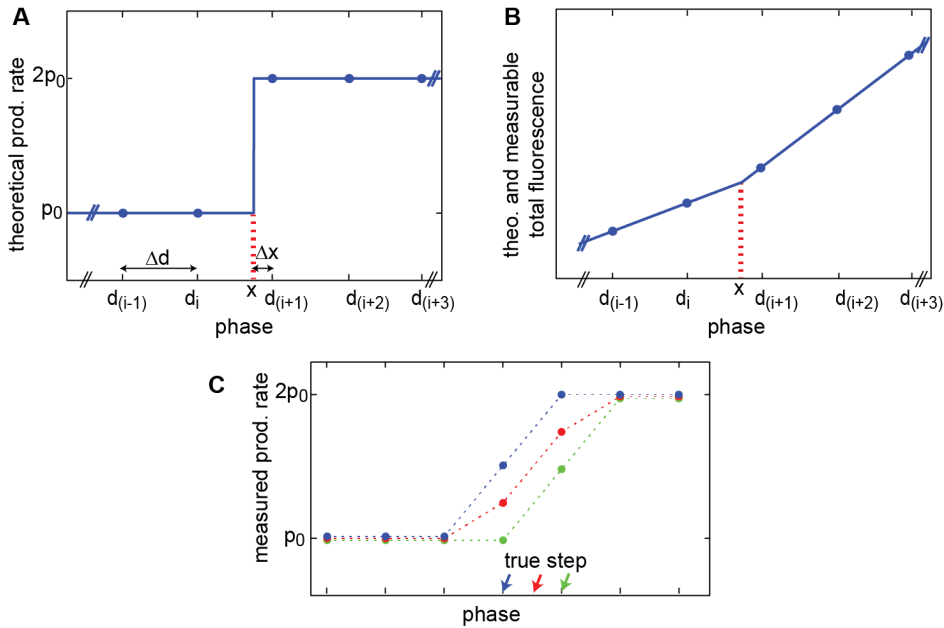 A
theoretical prod. rate
2p0
p0
Δd
Δx
d(i-1)
di
x
d(i+1)
d(i+2)
d(i+3)
phase
B
theo. and measurable
total fluorescence
d(i-1)
di
x
d(i+1)
d(i+2)
d(i+3)
phase
C
measured prod. rate
2p0
p0
true step
phase